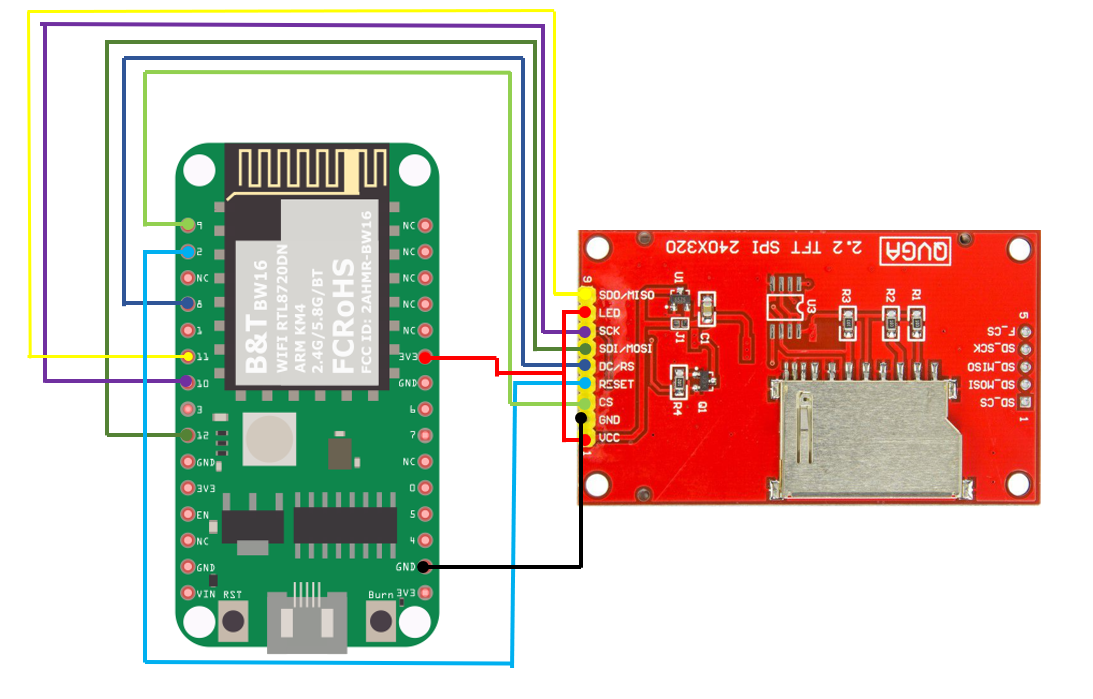 9
2
NC
8
1
11
10
3
12
GND
3V3
EN
NC
GND
VIN
RST
B&T BW16
WIFI RTL8720DN
ARM KM4
2.4G/5.8G/BT
FCRoHS
FCC ID: 2AHMR-BW16
NC
NC
NC
NC
NC
3V3
GND
6
7
NC
0
5
4
GND
3V3
Burn
2.2 TFT SPI 240X320
QVGA
9
SDO/MISO
LED
SCK
SDI/MOSI
DC/RS
RESET
CS
GND
VCC
1
U1
J1
C1
R4
Q1
U3
R3
R2
R1
5
F_CS
SD_SCK
SD_MISO
SD_MOSI
SD_CS
1